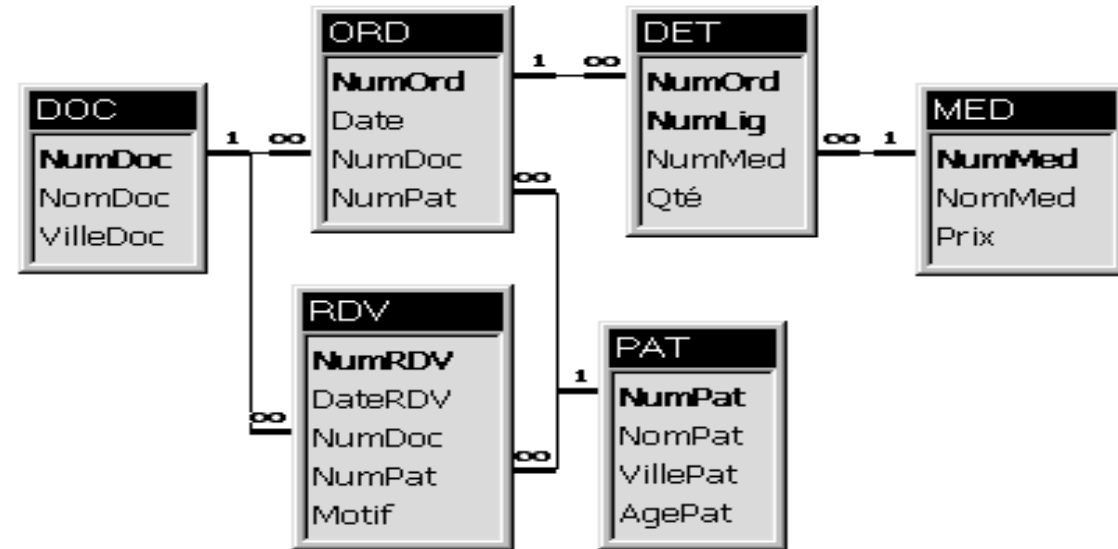 DOC
NumDoc
NomDoc
VilleDoc
1 ∞
ORD
NumOrd
Date
NumDoc
NumPat
1 ∞
∞
DET
NumOrd
NumLig
NumMed
Qté
∞ 1
MED
NumMed
NomMed
Prix
∞
RDV
NumRDV
DateRDV
NumDoc
NumPat
Motif
∞
1
PAT
NumPat
NomPat
VillePat
AgePat